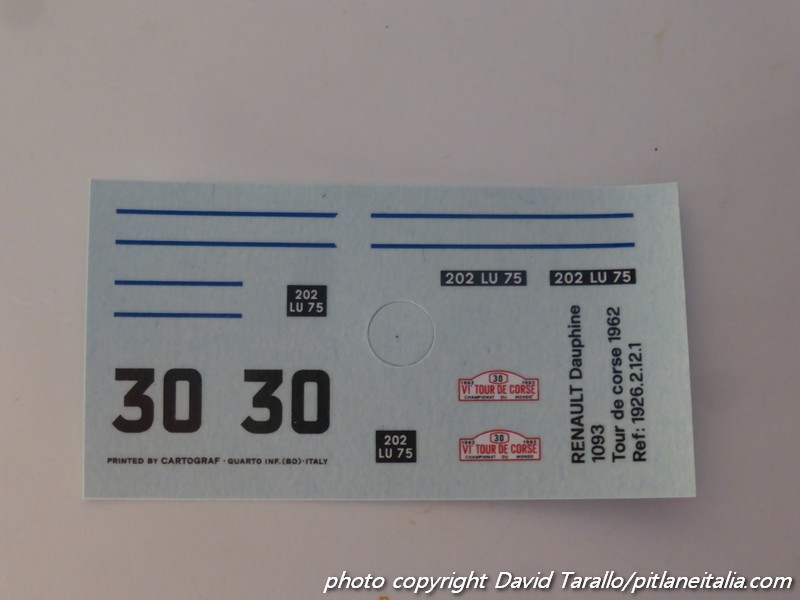 202 LU 75
202 LU 75
202
LU 75
30
30
30
1962 1962
VIᵉ TOUR DE CORSE
CHAMPIONNAT DU MONDE
30
1962 1962
VIᵉ TOUR DE CORSE
CHAMPIONNAT DU MONDE
202
LU 75
PRINTED BY CARTOGRAF · QUARTO INF. (BO) · ITALY
RENAULT Dauphine
1093
Tour de corse 1962
Ref: 1926.2.12.1
photo copyright David Tarallo/pitlaneitalia.com